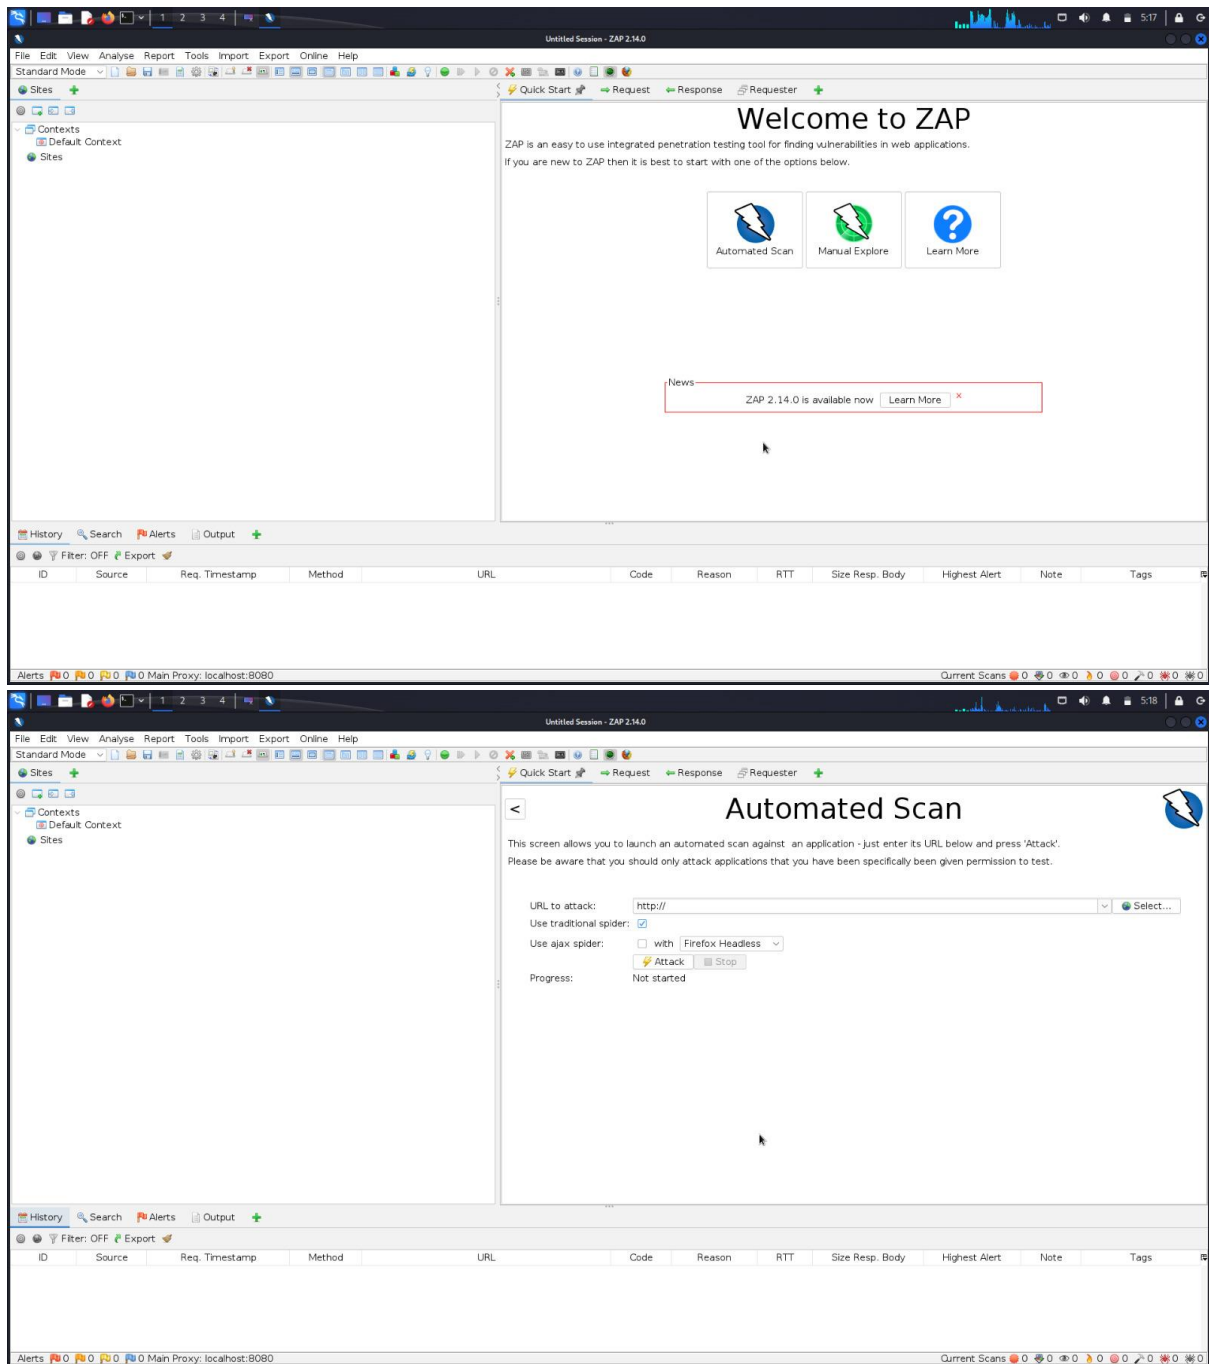 1 2 3 4 5:17
Untitled Session - ZAP 2.14.0
File Edit View Analyse Report Tools Import Export Online Help
Standard Mode
Sites Quick Start Request Response Requester
Contexts
Default Context
Sites
Welcome to ZAP
ZAP is an easy to use integrated penetration testing tool for finding vulnerabilities in web applications.
If you are new to ZAP then it is best to start with one of the options below.
Automated Scan Manual Explore Learn More
News
ZAP 2.14.0 is available now Learn More ×
History Search Alerts Output
Filter: OFF Export
ID Source Req. Timestamp Method URL Code Reason RTT Size Resp. Body Highest Alert Note Tags
Alerts 0 0 0 0 Main Proxy: localhost:8080 Current Scans 0 0 0 0 0 0 0 0
1 2 3 4 5:18
Untitled Session - ZAP 2.14.0
File Edit View Analyse Report Tools Import Export Online Help
Standard Mode
Sites Quick Start Request Response Requester
Contexts
Default Context
Sites
< Automated Scan
This screen allows you to launch an automated scan against an application - just enter its URL below and press 'Attack'.
Please be aware that you should only attack applications that you have been specifically been given permission to test.
URL to attack: http:// Select...
Use traditional spider:
Use ajax spider: with Firefox Headless
Attack Stop
Progress: Not started
History Search Alerts Output
Filter: OFF Export
ID Source Req. Timestamp Method URL Code Reason RTT Size Resp. Body Highest Alert Note Tags
Alerts 0 0 0 0 Main Proxy: localhost:8080 Current Scans 0 0 0 0 0 0 0 0